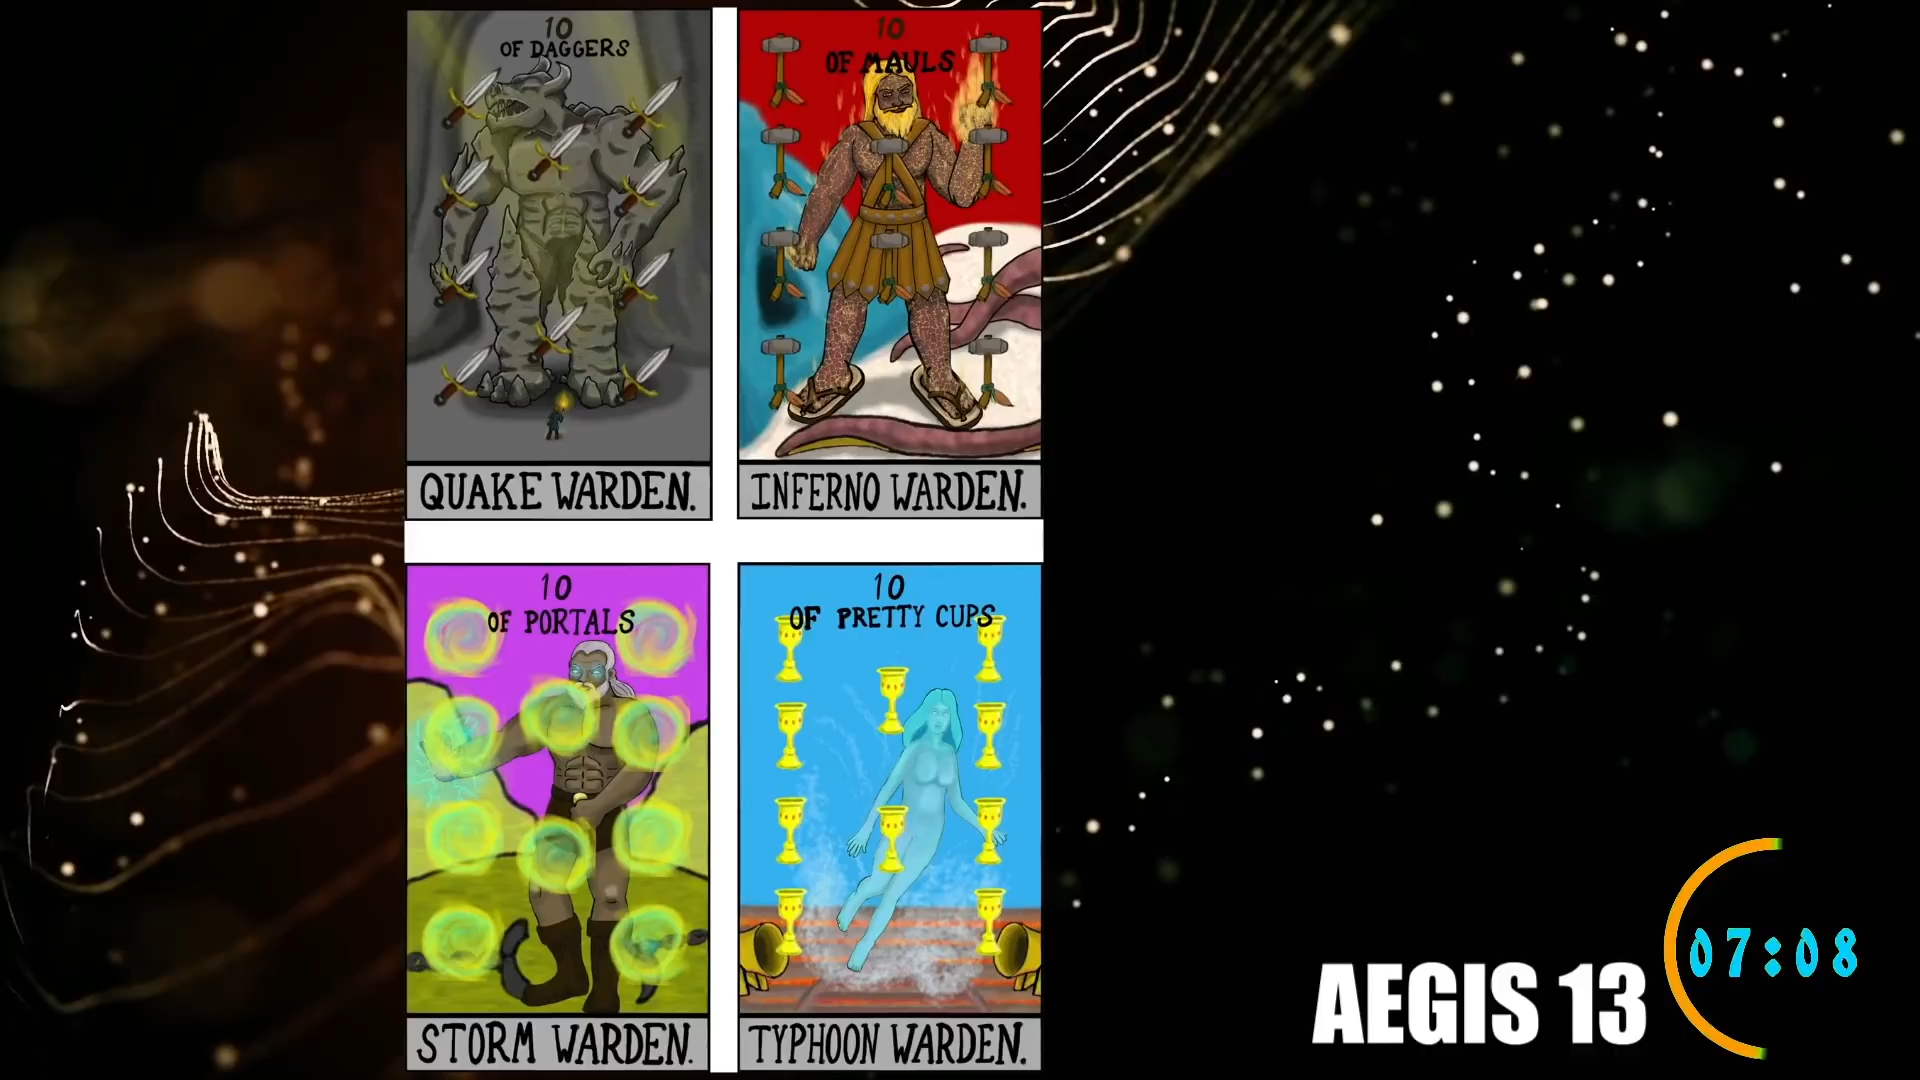 10
OF DAGGERS
QUAKE WARDEN.
10
OF MAULS
INFERNO WARDEN.
10
OF PORTALS
STORM WARDEN.
10
OF PRETTY CUPS
TYPHOON WARDEN.
AEGIS 13
07:08